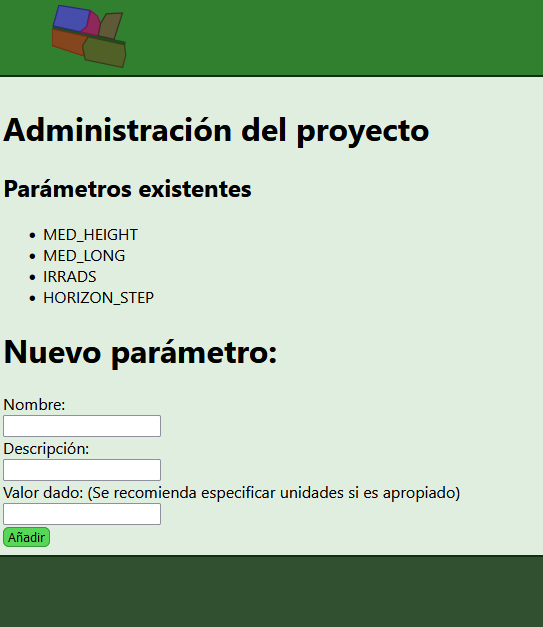 Administración del proyecto
Parámetros existentes
MED_HEIGHT
MED_LONG
IRRADS
HORIZON_STEP
Nuevo parámetro:
Nombre:
Descripción:
Valor dado: (Se recomienda especificar unidades si es apropiado)
Añadir